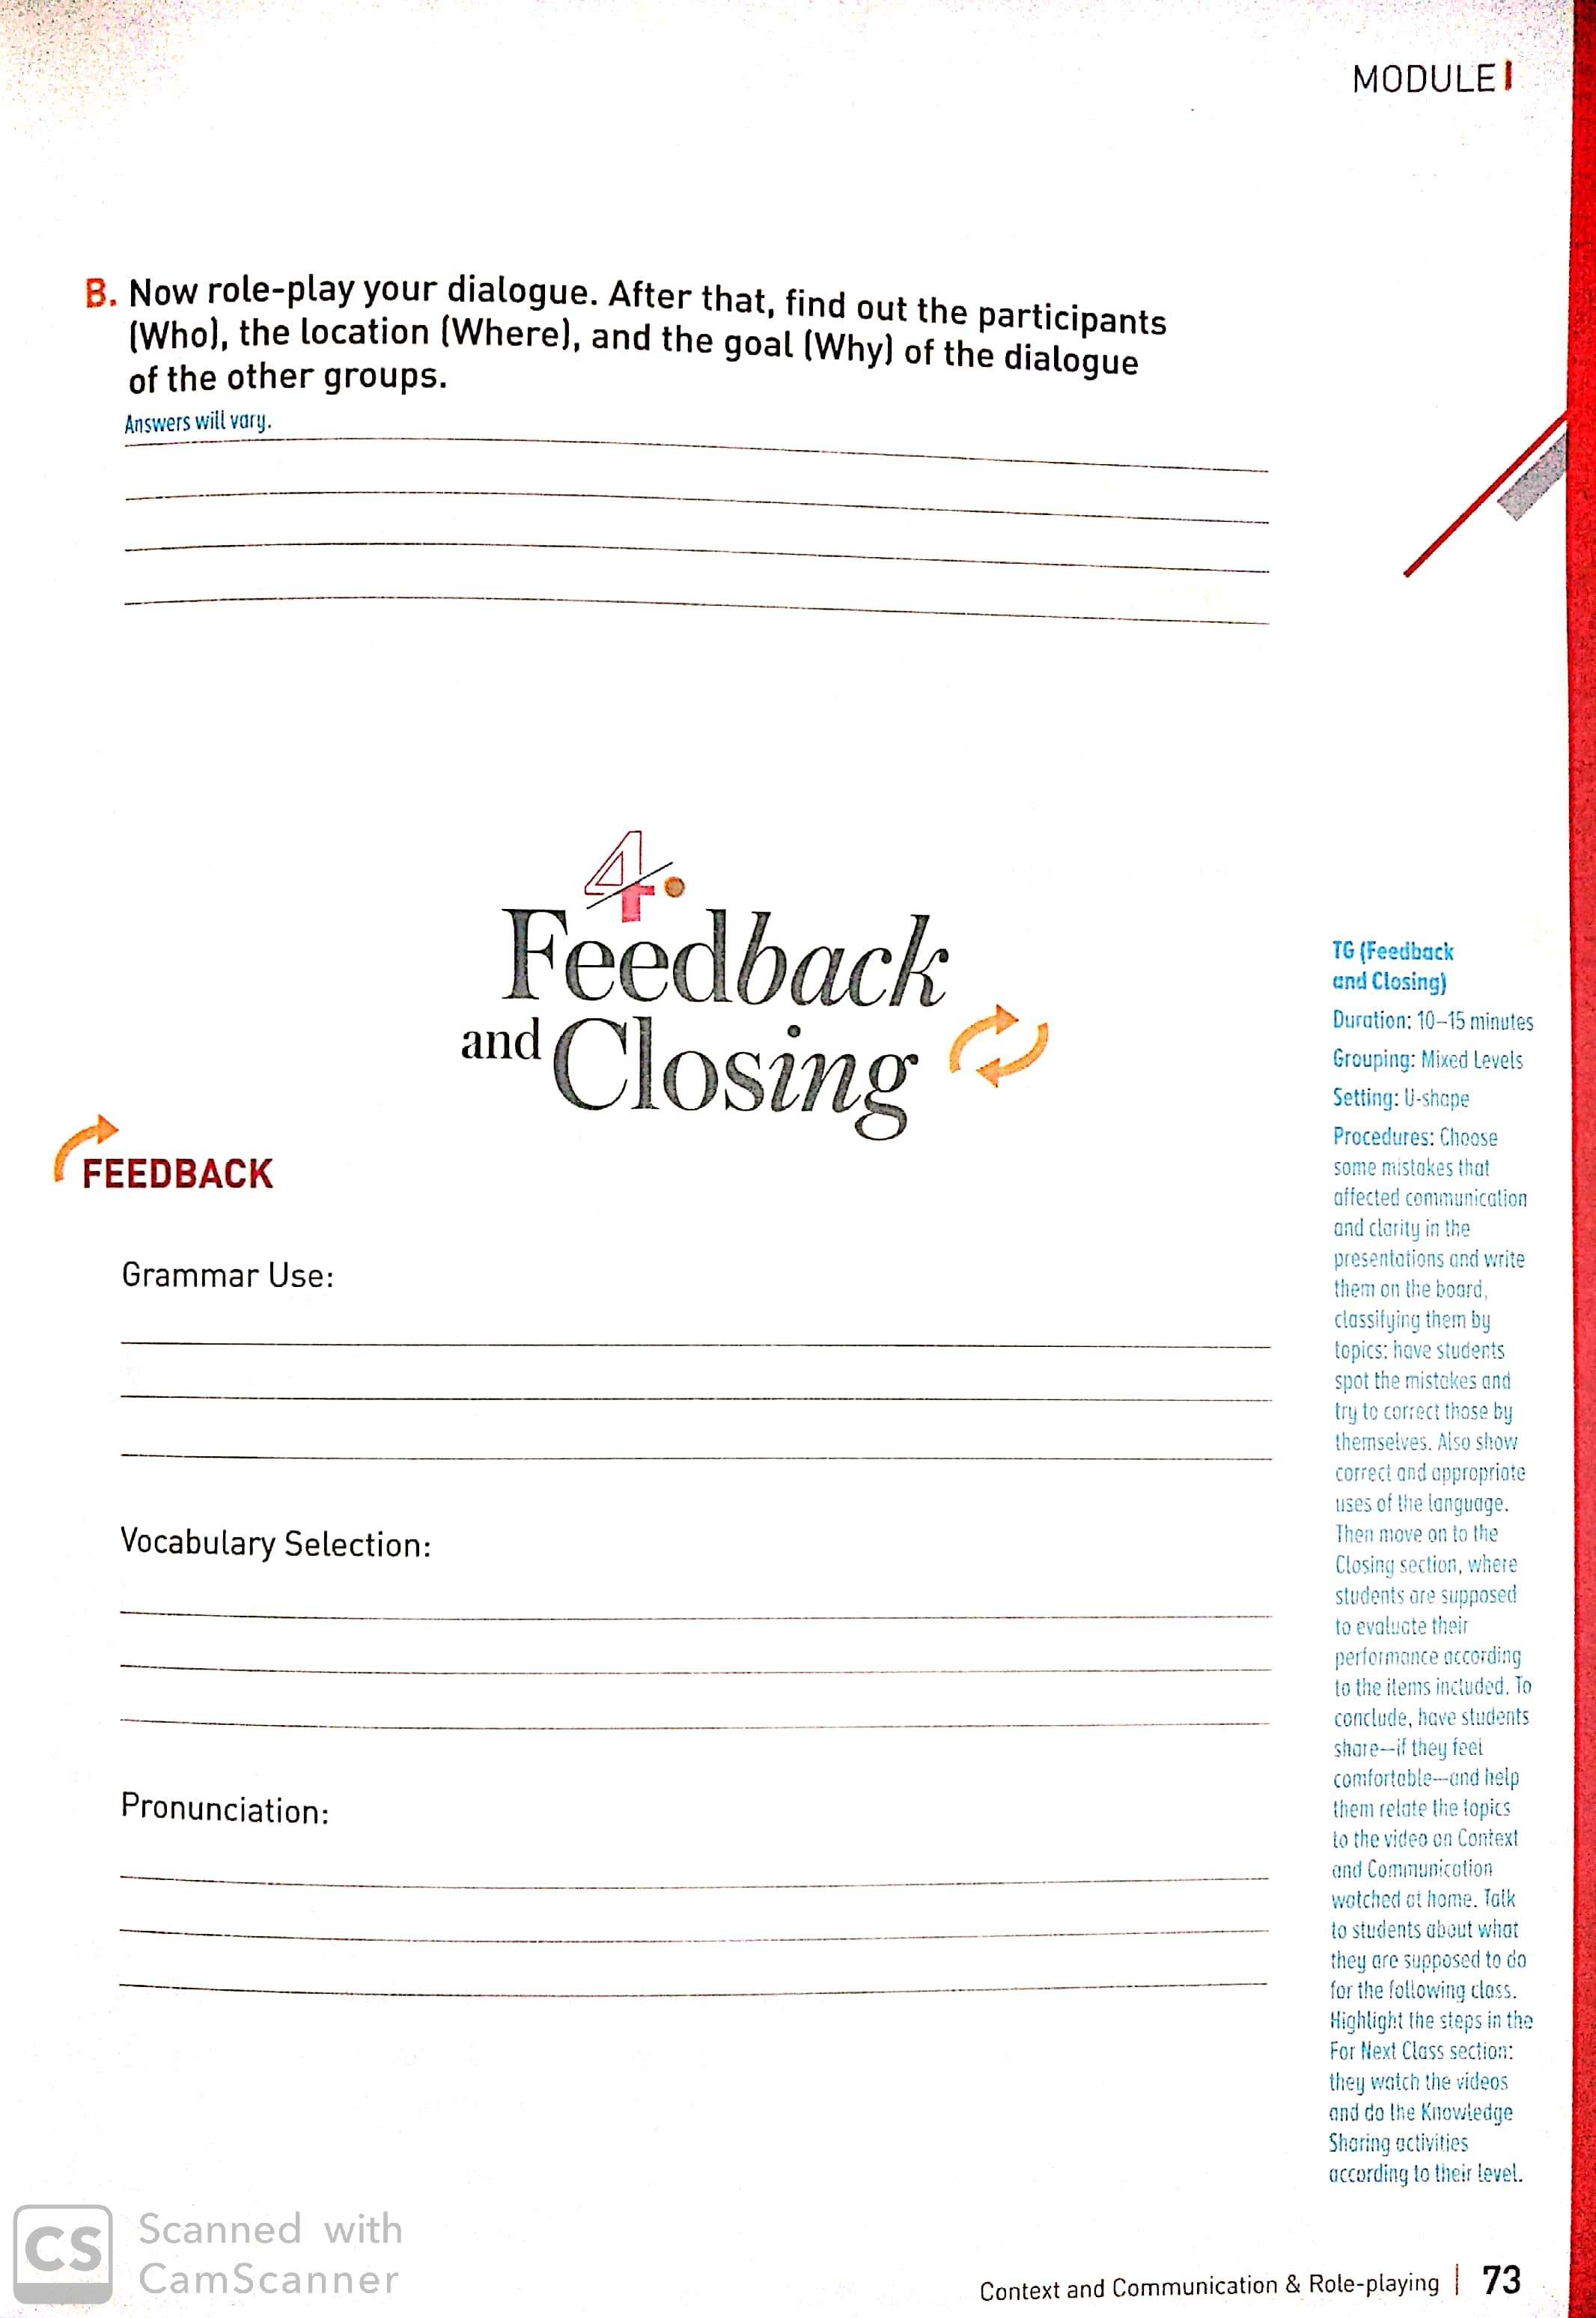 MODULE I
B. Now role-play your dialogue. After that, find out the participants
(Who), the location (Where), and the goal (Why) of the dialogue
of the other groups.
Answers will vary.
4.
Feedback
and Closing
FEEDBACK
Grammar Use:
Vocabulary Selection:
Pronunciation:
TG (Feedback
and Closing)
Duration: 10–15 minutes
Grouping: Mixed Levels
Setting: U-shape
Procedures: Choose
some mistakes that
affected communication
and clarity in the
presentations and write
them on the board,
classifying them by
topics; have students
spot the mistakes and
try to correct those by
themselves. Also show
correct and appropriate
uses of the language.
Then move on to the
Closing section, where
students are supposed
to evaluate their
performance according
to the items included. To
conclude, have students
share—if they feel
comfortable—and help
them relate the topics
to the video on Context
and Communication
watched at home. Talk
to students about what
they are supposed to do
for the following class.
Highlight the steps in the
For Next Class section:
they watch the videos
and do the Knowledge
Sharing activities
according to their level.
CS Scanned with
CamScanner
Context and Communication & Role-playing | 73